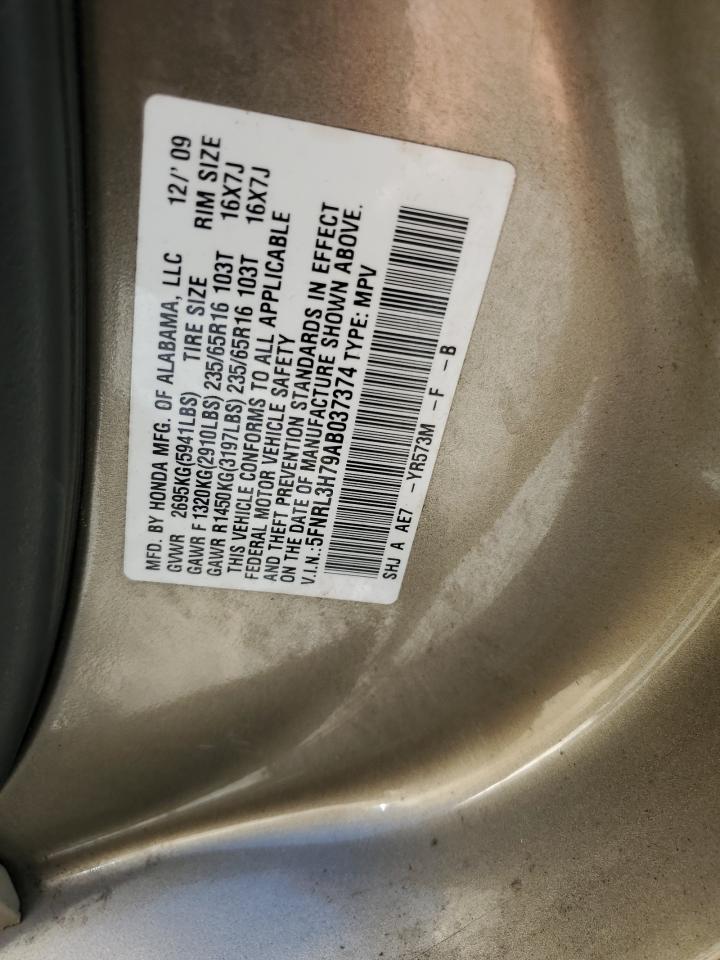 MFD. BY HONDA MFG. OF ALABAMA, LLC 12/' 09
GVWR 2695KG(5941LBS) TIRE SIZE RIM SIZE
GAWR F 1320KG(2910LBS) 235/65R16 103T 16X7J
GAWR R1450KG(3197LBS) 235/65R16 103T 16X7J
THIS VEHICLE CONFORMS TO ALL APPLICABLE
FEDERAL MOTOR VEHICLE SAFETY
AND THEFT PREVENTION STANDARDS IN EFFECT
ON THE DATE OF MANUFACTURE SHOWN ABOVE.
V.I.N.:5FNRL3H79AB037374 TYPE: MPV
SHJ A AE7 -YR573M -F -B